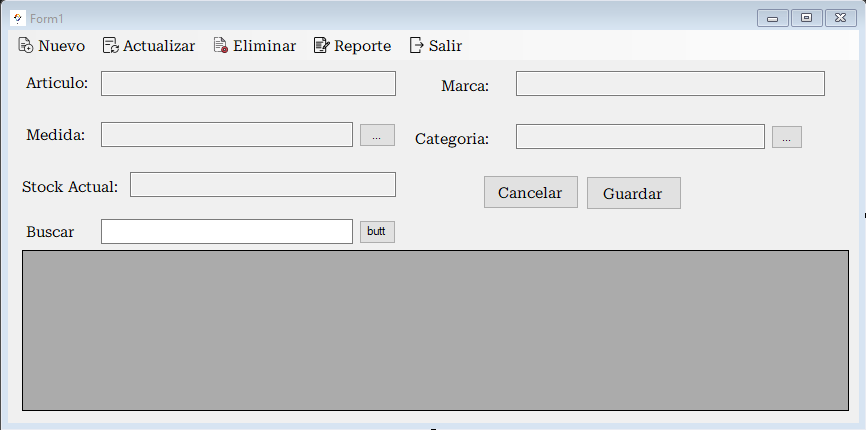 Form1
Nuevo Actualizar Eliminar Reporte Salir
Articulo: Marca:
Medida: ... Categoria: ...
Stock Actual: Cancelar Guardar
Buscar butt